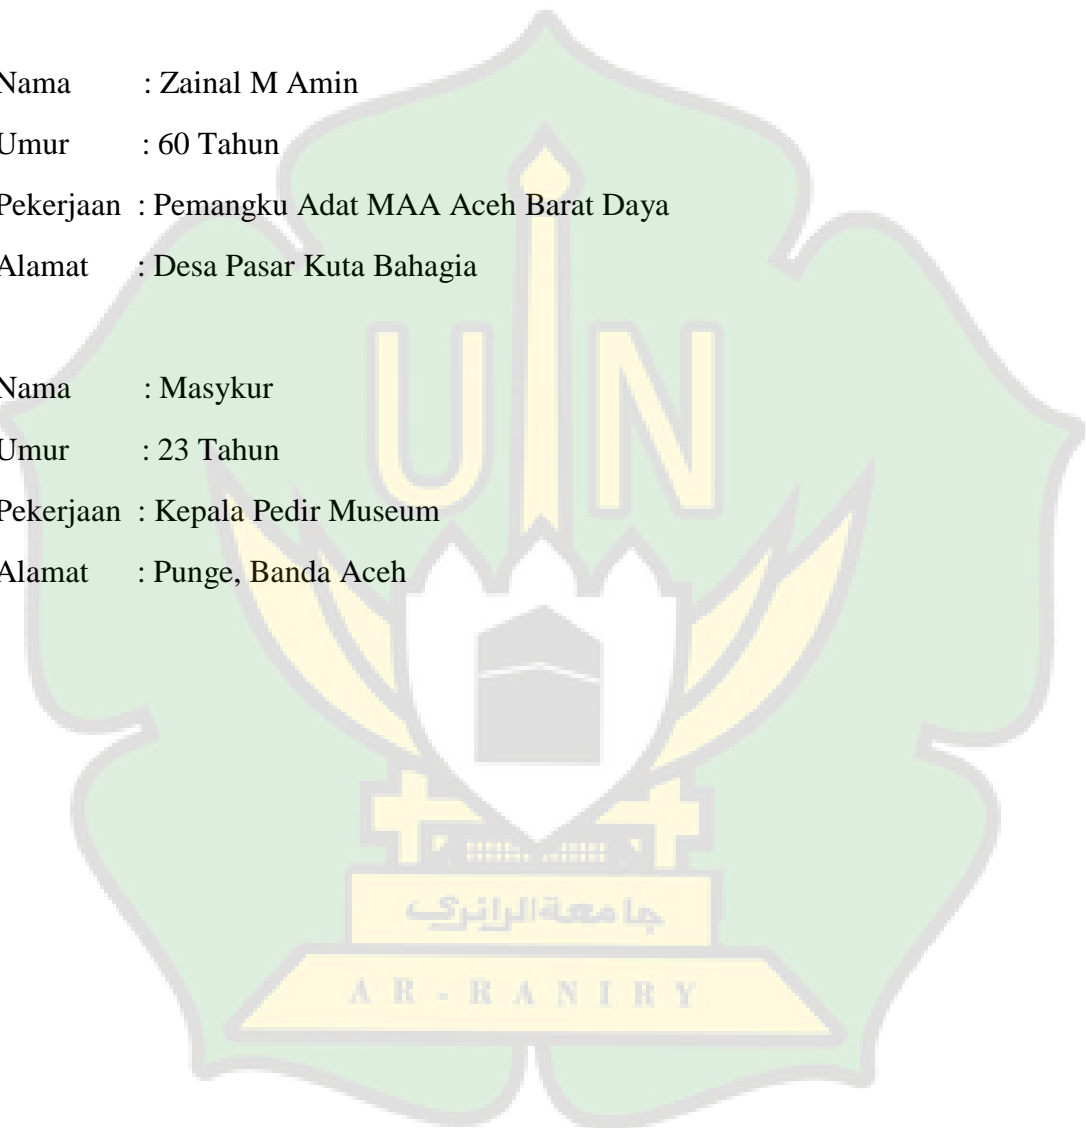 Nama : Zainal M Amin
Umur : 60 Tahun
Pekerjaan : Pemangku Adat MAA Aceh Barat Daya
Alamat : Desa Pasar Kuta Bahagia
Nama : Masykur
Umur : 23 Tahun
Pekerjaan : Kepala Pedir Museum
Alamat : Punge, Banda Aceh
UIN
جامعة الرانري
AR-RANIRY